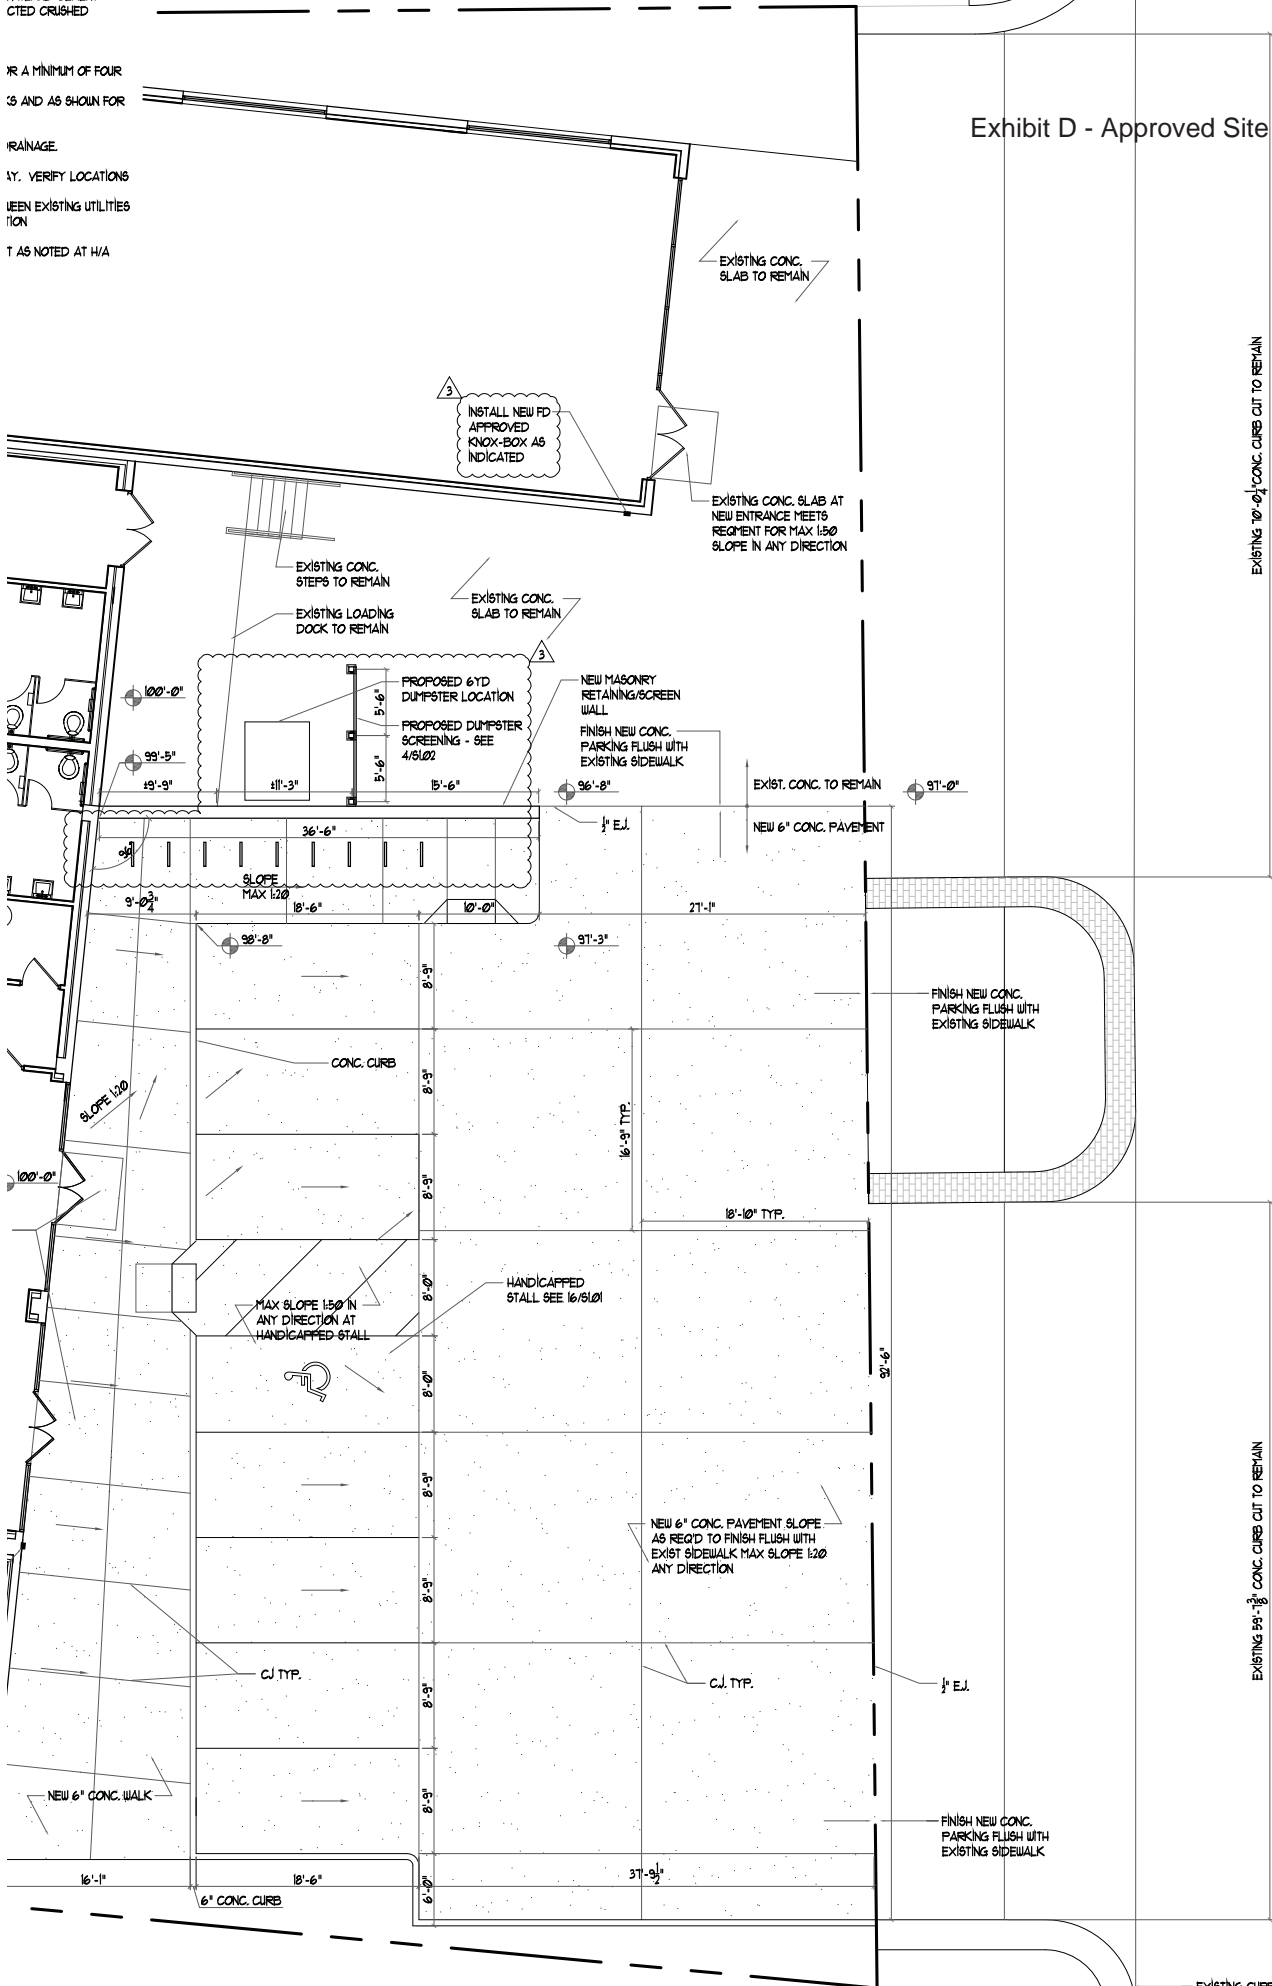 CTED CRUSHED
OR A MINIMUM OF FOUR
KS AND AS SHOWN FOR
RAINAGE.
AY. VERIFY LOCATIONS
WEEN EXISTING UTILITIES
TION
T AS NOTED AT H/A
Exhibit D - Approved Site
EXISTING CONC.
SLAB TO REMAIN
EXISTING 70'-0 1/4" CONC. CURB CUT TO REMAIN
3
INSTALL NEW FD
APPROVED
KNOX-BOX AS
INDICATED
EXISTING CONC. SLAB AT
NEW ENTRANCE MEETS
REQMENT FOR MAX 1:50
SLOPE IN ANY DIRECTION
EXISTING CONC.
STEPS TO REMAIN
EXISTING LOADING
DOCK TO REMAIN
EXISTING CONC.
SLAB TO REMAIN
3
100'-0"
PROPOSED 6YD
DUMPSTER LOCATION
5'-6"
PROPOSED DUMPSTER
SCREENING - SEE
4/S1.02
5'-6"
NEW MASONRY
RETAINING/SCREEN
WALL
FINISH NEW CONC.
PARKING FLUSH WITH
EXISTING SIDEWALK
99'-5"
±9'-9"
±11'-3"
15'-6"
96'-8"
EXIST. CONC. TO REMAIN
97'-0"
1/2" E.J.
NEW 6" CONC. PAVEMENT
36'-6"
96°
SLOPE
MAX 1:20
9'-0 3/4"
18'-6"
10'-0"
27'-1"
98'-8"
97'-3"
8'-9"
FINISH NEW CONC.
PARKING FLUSH WITH
EXISTING SIDEWALK
CONC. CURB
8'-9"
SLOPE 1:20
16'-9" TYP.
100'-0"
8'-9"
18'-10" TYP.
8'-0"
HANDICAPPED
STALL SEE 16/S1.01
MAX SLOPE 1:50 IN
ANY DIRECTION AT
HANDICAPPED STALL
92'-6"
8'-0"
8'-9"
EXISTING 59'-7 3/8" CONC. CURB CUT TO REMAIN
NEW 6" CONC. PAVEMENT SLOPE
AS REQ'D TO FINISH FLUSH WITH
EXIST SIDEWALK MAX SLOPE 1:20
ANY DIRECTION
8'-9"
CJ TYP.
C.J. TYP.
1/2" E.J.
8'-9"
NEW 6" CONC. WALK
8'-9"
FINISH NEW CONC.
PARKING FLUSH WITH
EXISTING SIDEWALK
16'-1"
18'-6"
37'-9 1/2"
6'-0"
6" CONC. CURB
EXISTING CURB